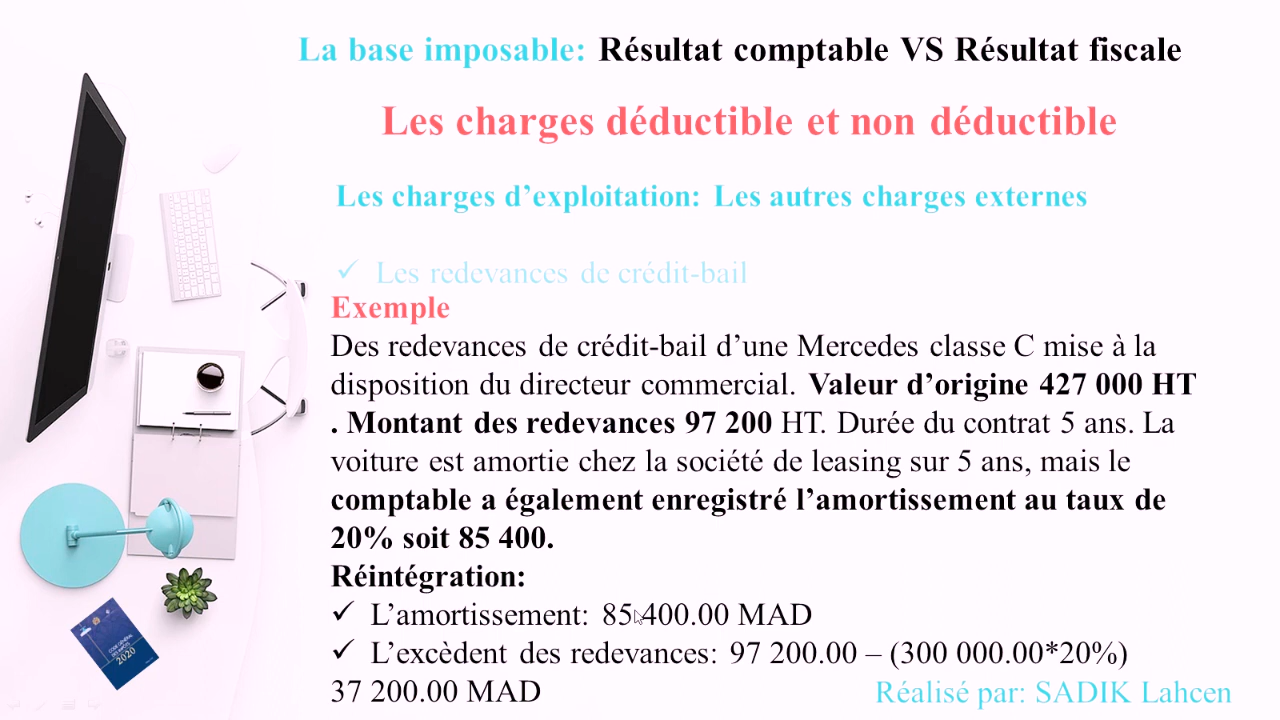 La base imposable: Résultat comptable VS Résultat fiscale
Les charges déductible et non déductible
Les charges d’exploitation: Les autres charges externes
✓ Les redevances de crédit-bail
Exemple
Des redevances de crédit-bail d’une Mercedes classe C mise à la
disposition du directeur commercial. Valeur d’origine 427 000 HT
. Montant des redevances 97 200 HT. Durée du contrat 5 ans. La
voiture est amortie chez la société de leasing sur 5 ans, mais le
comptable a également enregistré l’amortissement au taux de
20% soit 85 400.
Réintégration:
✓ L’amortissement: 85 400.00 MAD
✓ L’excèdent des redevances: 97 200.00 – (300 000.00*20%)
37 200.00 MAD
Réalisé par: SADIK Lahcen
CODE GÉNÉRAL
DES IMPÔTS
2020